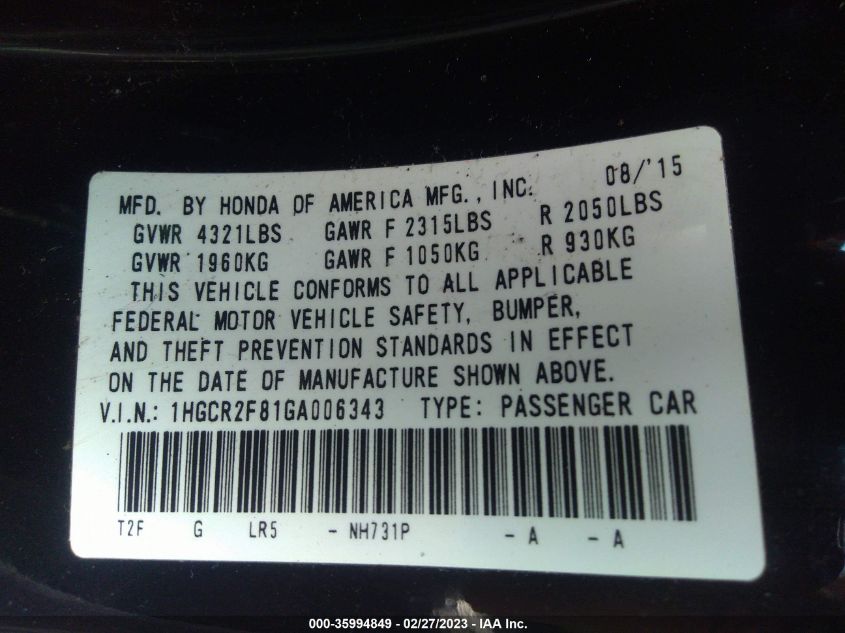 MFD. BY HONDA OF AMERICA MFG., INC. 08/'15
GVWR 4321LBS GAWR F 2315LBS R 2050LBS
GVWR 1960KG GAWR F 1050KG R 930KG
THIS VEHICLE CONFORMS TO ALL APPLICABLE
FEDERAL MOTOR VEHICLE SAFETY, BUMPER,
AND THEFT PREVENTION STANDARDS IN EFFECT
ON THE DATE OF MANUFACTURE SHOWN ABOVE.
V.I.N.: 1HGCR2F81GA006343 TYPE: PASSENGER CAR
T2F G LR5 - NH731P - A - A
000-35994849 - 02/27/2023 - IAA Inc.